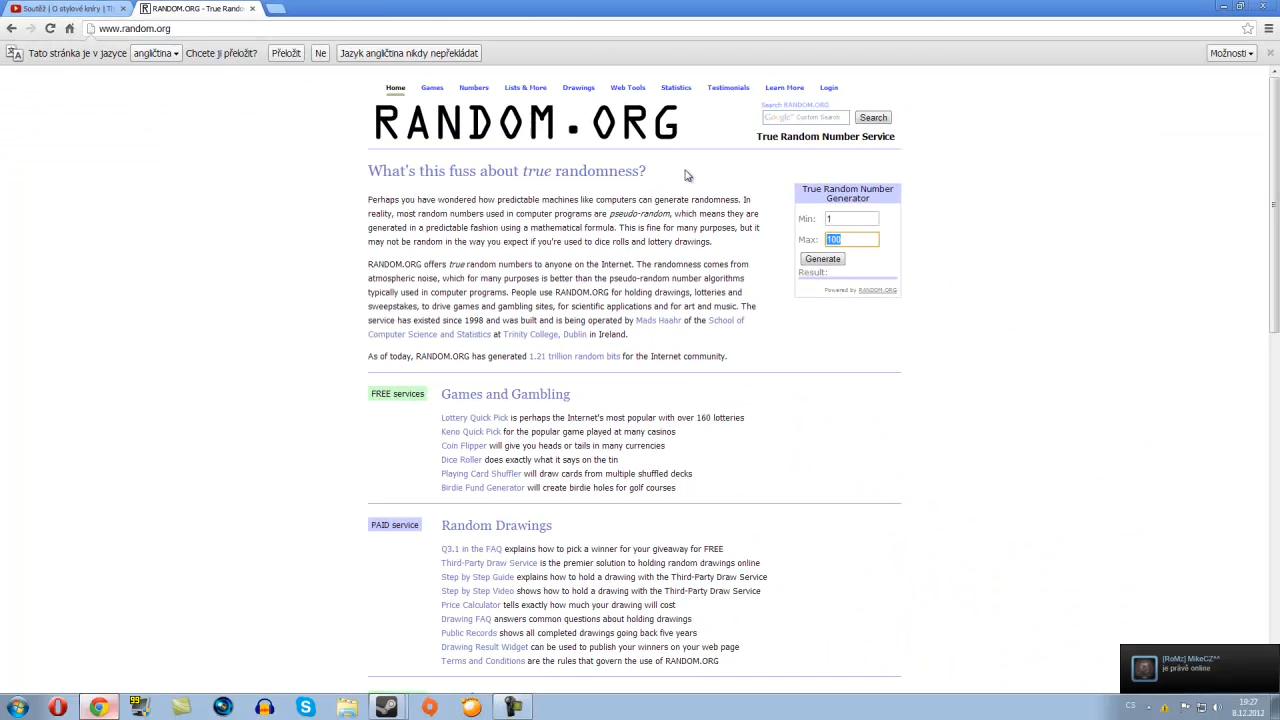 Soutěž | O stylové kníry | Th
RANDOM.ORG - True Rando
www.random.org
Tato stránka je v jazyce angličtina Chcete ji přeložit? Přeložit Ne Jazyk angličtina nikdy nepřekládat Možnosti
Home Games Numbers Lists & More Drawings Web Tools Statistics Testimonials Learn More Login
RANDOM.ORG
Search RANDOM.ORG
Google™ Custom Search Search
True Random Number Service
What's this fuss about true randomness?
Perhaps you have wondered how predictable machines like computers can generate randomness. In
reality, most random numbers used in computer programs are pseudo-random, which means they are
generated in a predictable fashion using a mathematical formula. This is fine for many purposes, but it
may not be random in the way you expect if you're used to dice rolls and lottery drawings.
RANDOM.ORG offers true random numbers to anyone on the Internet. The randomness comes from
atmospheric noise, which for many purposes is better than the pseudo-random number algorithms
typically used in computer programs. People use RANDOM.ORG for holding drawings, lotteries and
sweepstakes, to drive games and gambling sites, for scientific applications and for art and music. The
service has existed since 1998 and was built and is being operated by Mads Haahr of the School of
Computer Science and Statistics at Trinity College, Dublin in Ireland.
As of today, RANDOM.ORG has generated 1.21 trillion random bits for the Internet community.
True Random Number
Generator
Min: 1
Max: 100
Generate
Result:
Powered by RANDOM.ORG
FREE services
Games and Gambling
Lottery Quick Pick is perhaps the Internet's most popular with over 160 lotteries
Keno Quick Pick for the popular game played at many casinos
Coin Flipper will give you heads or tails in many currencies
Dice Roller does exactly what it says on the tin
Playing Card Shuffler will draw cards from multiple shuffled decks
Birdie Fund Generator will create birdie holes for golf courses
PAID service
Random Drawings
Q3.1 in the FAQ explains how to pick a winner for your giveaway for FREE
Third-Party Draw Service is the premier solution to holding random drawings online
Step by Step Guide explains how to hold a drawing with the Third-Party Draw Service
Step by Step Video shows how to hold a drawing with the Third-Party Draw Service
Price Calculator tells exactly how much your drawing will cost
Drawing FAQ answers common questions about holding drawings
Public Records shows all completed drawings going back five years
Drawing Result Widget can be used to publish your winners on your web page
Terms and Conditions are the rules that govern the use of RANDOM.ORG
[RoMz] MikeCZ^^
je právě online
99
CS
19:27
8.12.2012